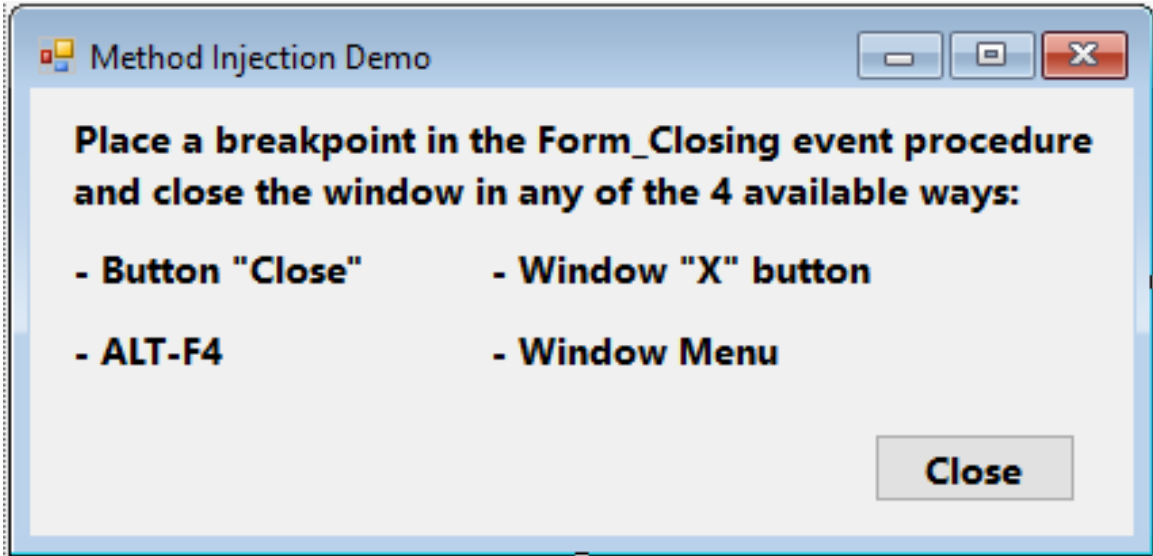 Method Injection Demo
Place a breakpoint in the Form_Closing event procedure
and close the window in any of the 4 available ways:
- Button "Close" - Window "X" button
- ALT-F4 - Window Menu
Close